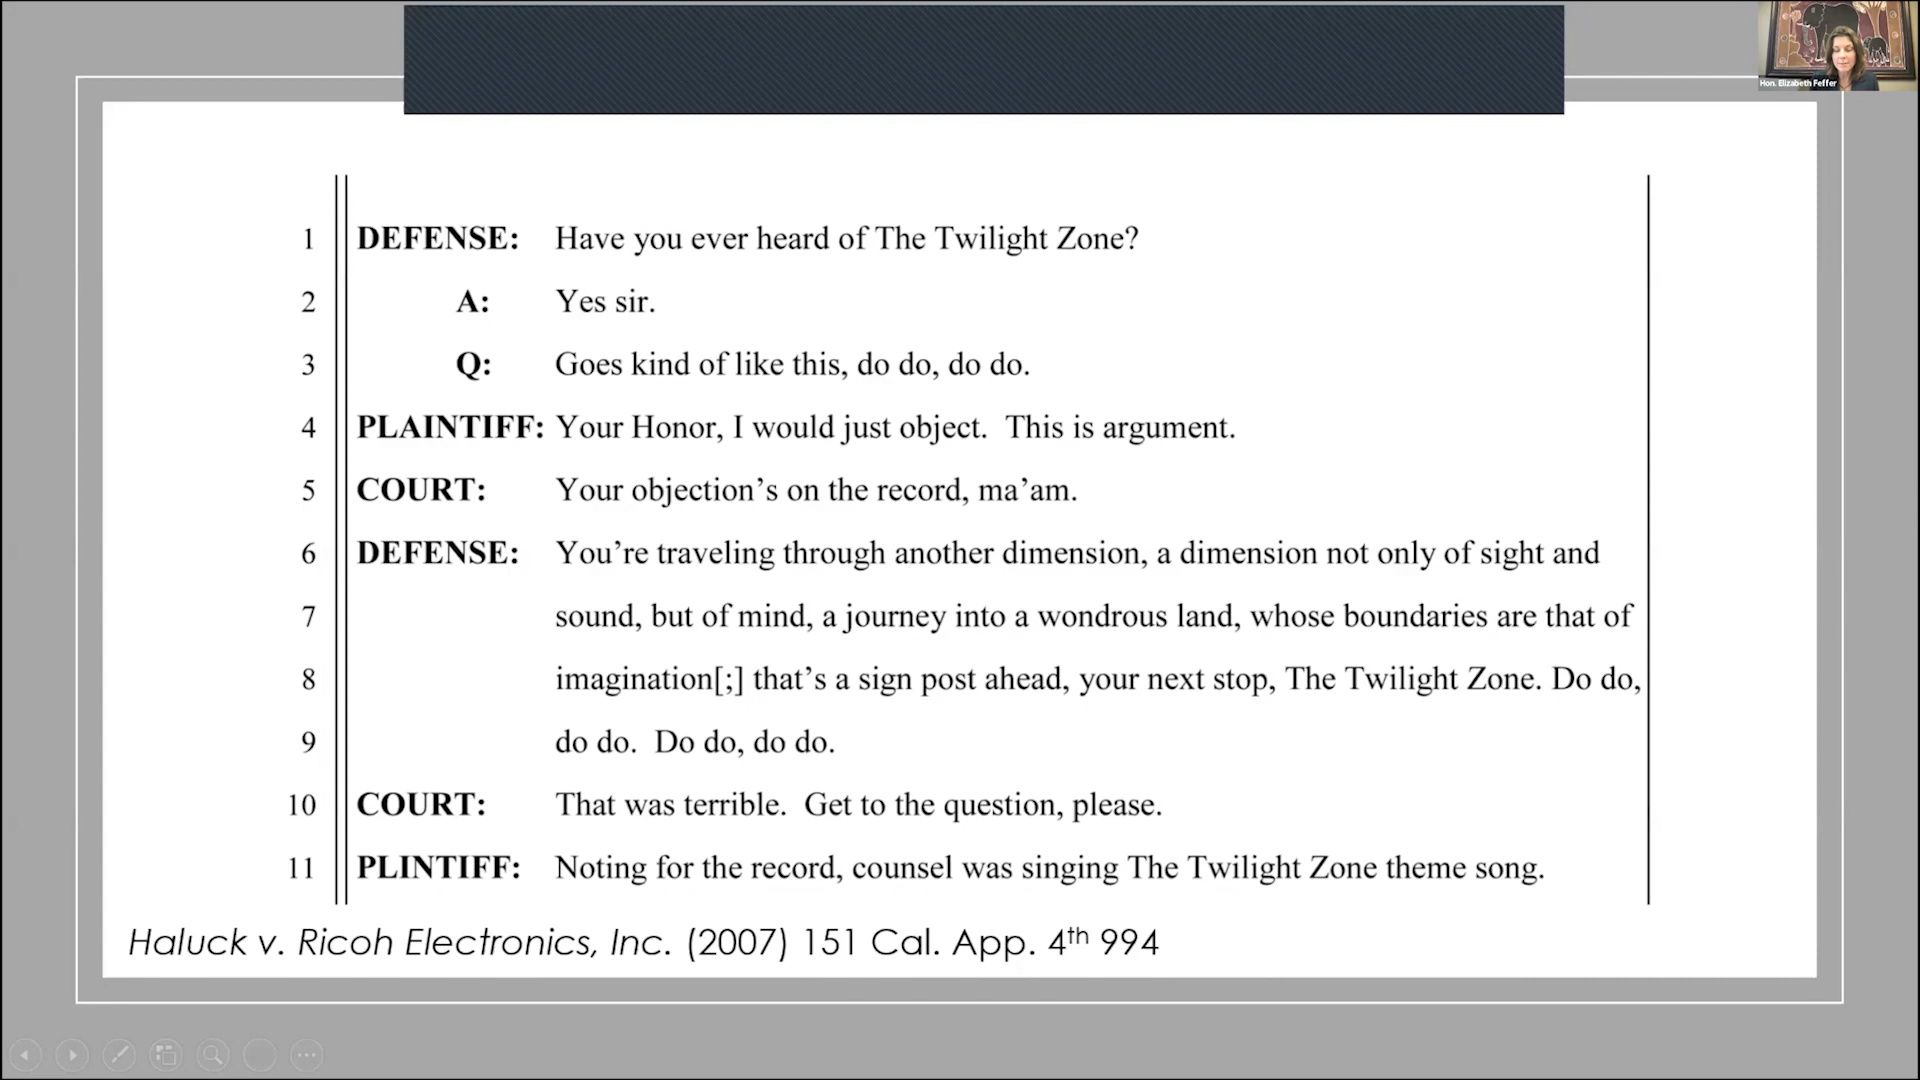 Hon. Elizabeth Feffer
1 DEFENSE: Have you ever heard of The Twilight Zone?
2 A: Yes sir.
3 Q: Goes kind of like this, do do, do do.
4 PLAINTIFF: Your Honor, I would just object. This is argument.
5 COURT: Your objection’s on the record, ma’am.
6 DEFENSE: You’re traveling through another dimension, a dimension not only of sight and
7 sound, but of mind, a journey into a wondrous land, whose boundaries are that of
8 imagination[;] that’s a sign post ahead, your next stop, The Twilight Zone. Do do,
9 do do. Do do, do do.
10 COURT: That was terrible. Get to the question, please.
11 PLINTIFF: Noting for the record, counsel was singing The Twilight Zone theme song.
Haluck v. Ricoh Electronics, Inc. (2007) 151 Cal. App. 4th 994